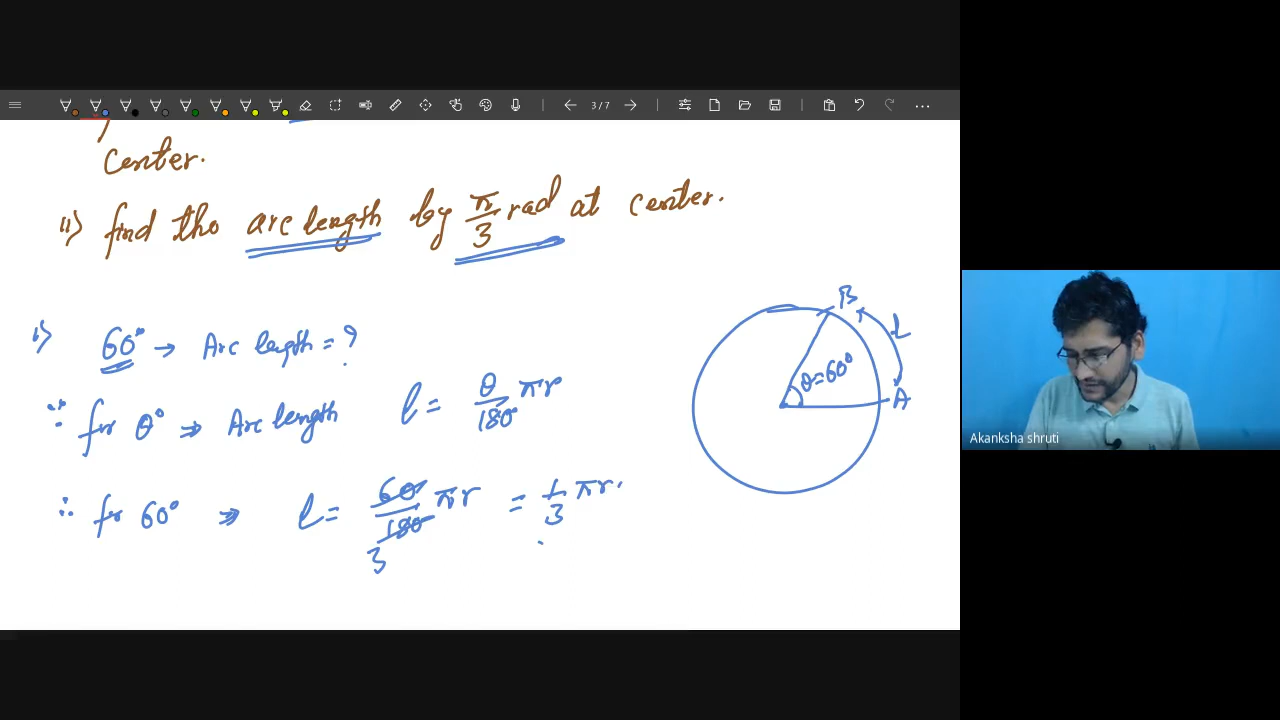 3 / 7
center.
ii) find tho arc length by π/3 rad at center.
i) 60° → Arc length = ?
∵ for θ° ⇒ Arc length l = θ/180° πr
∴ for 60° ⇒ l = 60/180 πr = 1/3 πr.
3
B
L
θ=60°
A
Akanksha shruti